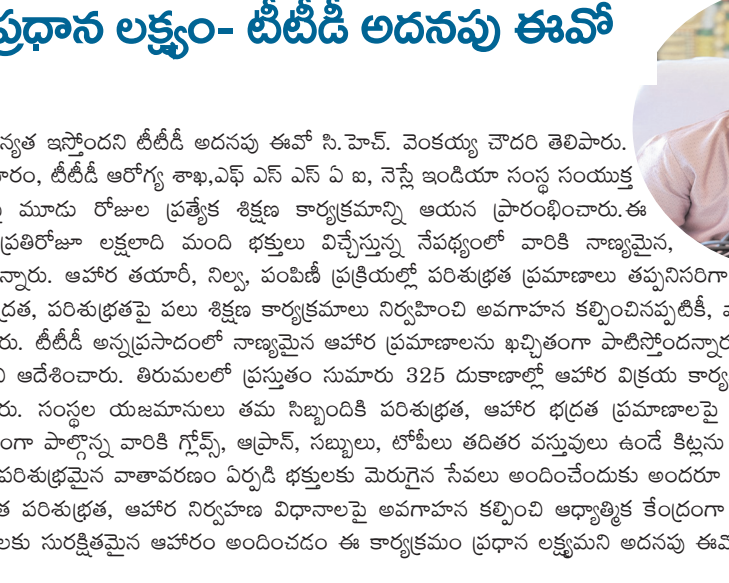 ప్రధాన లక్ష్యం- టీటీడీ అదనపు ఈవో
ఇస్తోందని టీటీడీ అదనపు ఈవో సి.హెచ్. వెంకయ్య చౌదరి తెలిపారు.
టీటీడీ ఆరోగ్య శాఖ,ఎఫ్ ఎస్ ఎస్ ఏ ఐ, నెస్లే ఇండియా సంస్థ సంయుక్త
మూడు రోజుల ప్రత్యేక శిక్షణ కార్యక్రమాన్ని ఆయన ప్రారంభించారు.ఈ
ప్రతిరోజూ లక్షలాది మంది భక్తులు విచ్చేస్తున్న నేపథ్యంలో వారికి నాణ్యమైన,
ఆహార తయారీ, నిల్వ, పంపిణీ ప్రక్రియల్లో పరిశుభ్రత ప్రమాణాలు తప్పనిసరిగా
పరిశుభ్రతపై పలు శిక్షణ కార్యక్రమాలు నిర్వహించి అవగాహన కల్పించినప్పటికీ,
టీటీడీ అన్నప్రసాదంలో నాణ్యమైన ఆహార ప్రమాణాలను ఖచ్చితంగా పాటిస్తోందన్నారు
ఆదేశించారు. తిరుమలలో ప్రస్తుతం సుమారు 325 దుకాణాల్లో ఆహార విక్రయ
సంస్థల యజమానులు తమ సిబ్బందికి పరిశుభ్రత, ఆహార భద్రత ప్రమాణాలపై
పాల్గొన్న వారికి గ్లోవ్స్, ఆప్రాన్, సబ్బులు, టోపీలు తదితర వస్తువులు ఉండే కిట్లను
పరిశుభ్రమైన వాతావరణం ఏర్పడి భక్తులకు మెరుగైన సేవలు అందించేందుకు అందరూ
పరిశుభ్రత, ఆహార నిర్వహణ విధానాలపై అవగాహన కల్పించి ఆధ్యాత్మిక కేంద్రంగా
సురక్షితమైన ఆహారం అందించడం ఈ కార్యక్రమం ప్రధాన లక్ష్యమని అదనపు